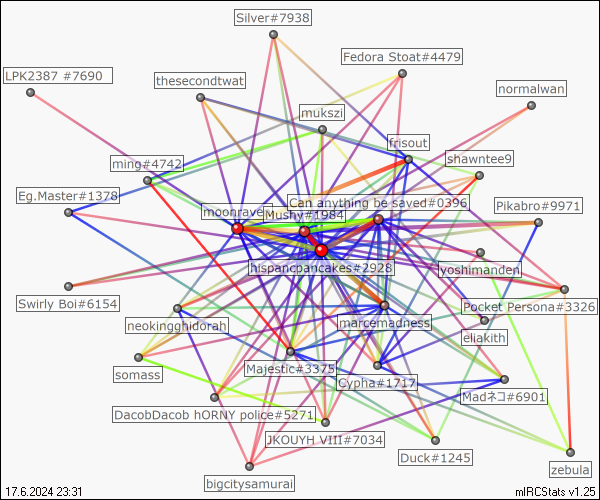 Silver#7938
Fedora Stoat#4479
LPK2387 #7690
thesecondtwat
normalwan
mukszi
frisout
shawntee9
ming#4742
Eg.Master#1378
Can anything be saved#0396
Pikabro#9971
moonrave
Mushy#1984
hispancpancakes#2928
yoshimanden
Swirly Boi#6154
Pocket Persona#3326
neokingghidorah
marcemadness
eliakith
Majestic#3375
somass
Cypha#1717
Madネコ#6901
DacobDacob hORNY police#5271
JKOUYH VIII#7034
Duck#1245
zebula
bigcitysamurai
17.6.2024 23:31
mIRCStats v1.25